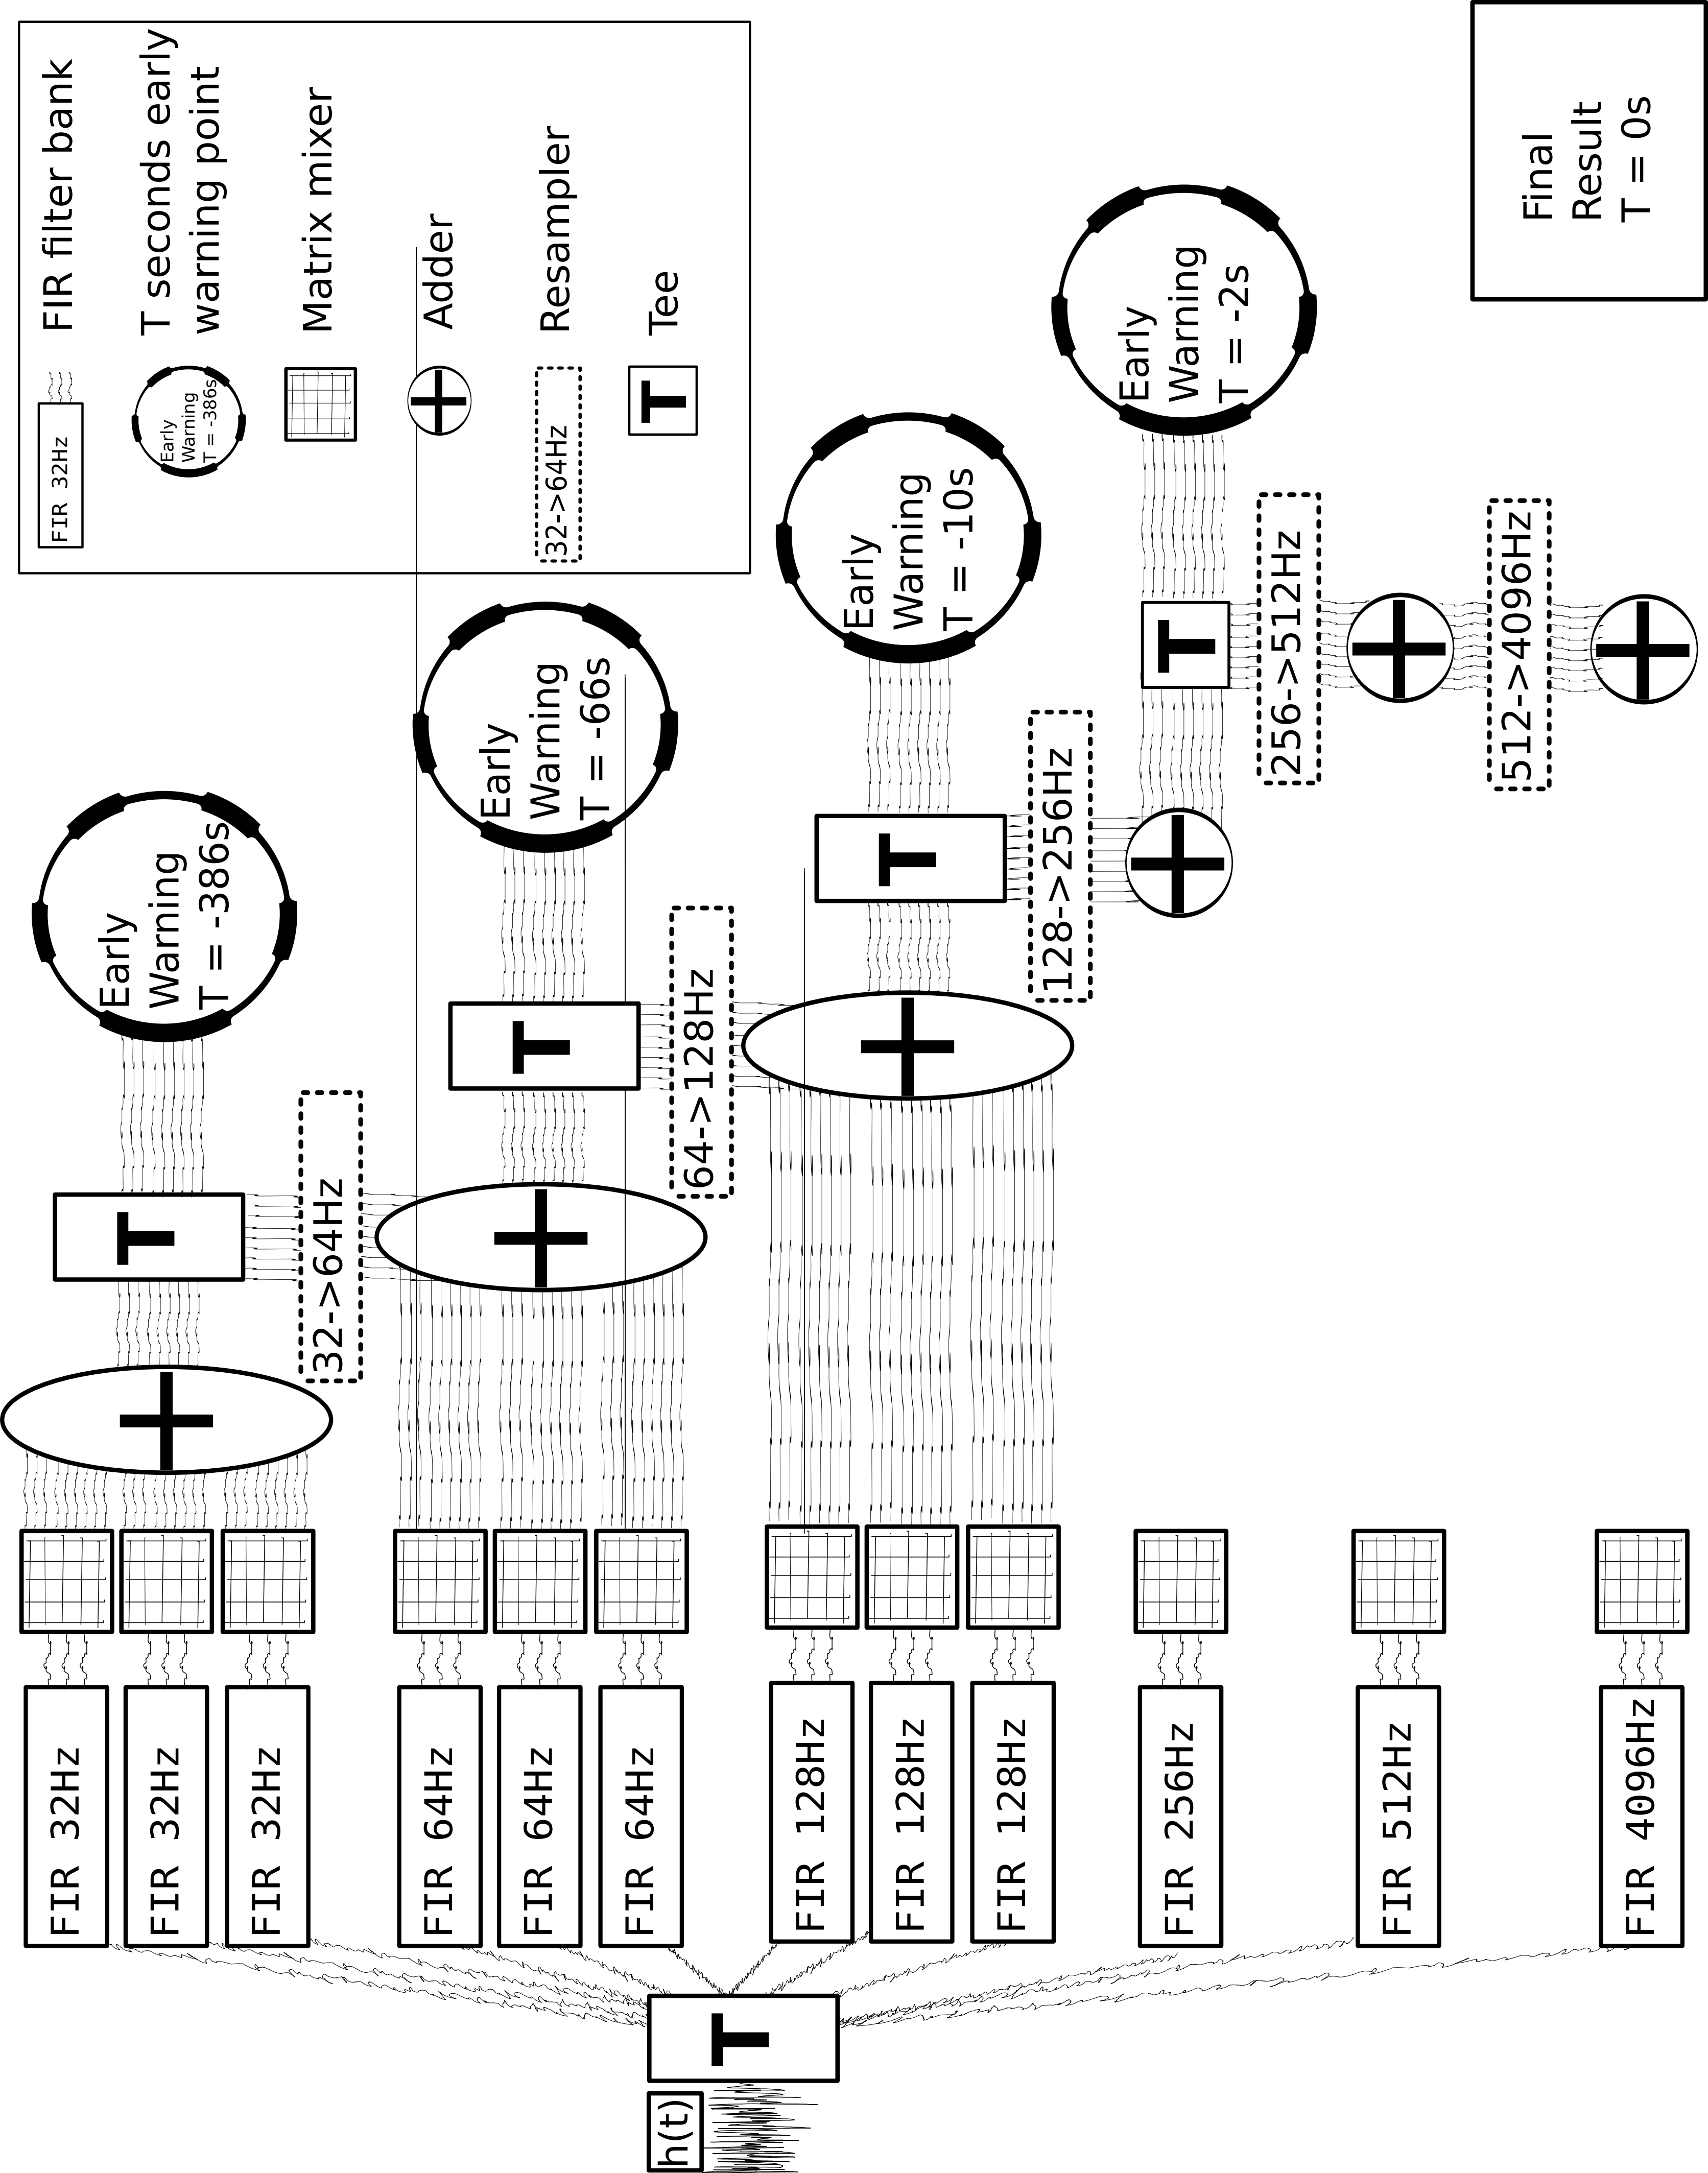 FIR 32Hz
FIR filter bank
Early
Warning
T = -386s
T seconds early
warning point
Matrix mixer
Adder
32->64Hz
Resampler
T
Tee
h(t)
T
FIR 32Hz
FIR 32Hz
FIR 32Hz
T
Early
Warning
T = -386s
32->64Hz
FIR 64Hz
FIR 64Hz
FIR 64Hz
T
Early
Warning
T = -66s
64->128Hz
FIR 128Hz
FIR 128Hz
FIR 128Hz
T
Early
Warning
T = -10s
128->256Hz
FIR 256Hz
T
Early
Warning
T = -2s
256->512Hz
FIR 512Hz
512->4096Hz
FIR 4096Hz
Final
Result
T = 0s